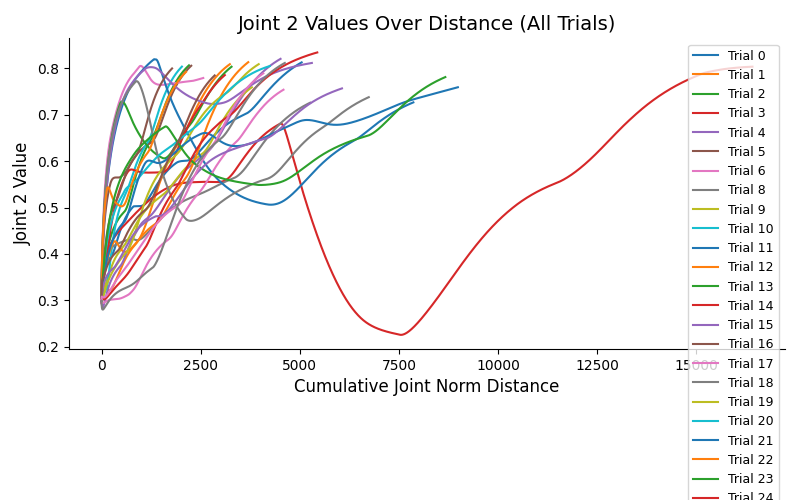 Joint 2 Values Over Distance (All Trials)
Joint 2 Value
0.8
0.7
0.6
0.5
0.4
0.3
0.2
0
2500
5000
7500
10000
12500
15000
Cumulative Joint Norm Distance
Trial 0
Trial 1
Trial 2
Trial 3
Trial 4
Trial 5
Trial 6
Trial 8
Trial 9
Trial 10
Trial 11
Trial 12
Trial 13
Trial 14
Trial 15
Trial 16
Trial 17
Trial 18
Trial 19
Trial 20
Trial 21
Trial 22
Trial 23
Trial 24